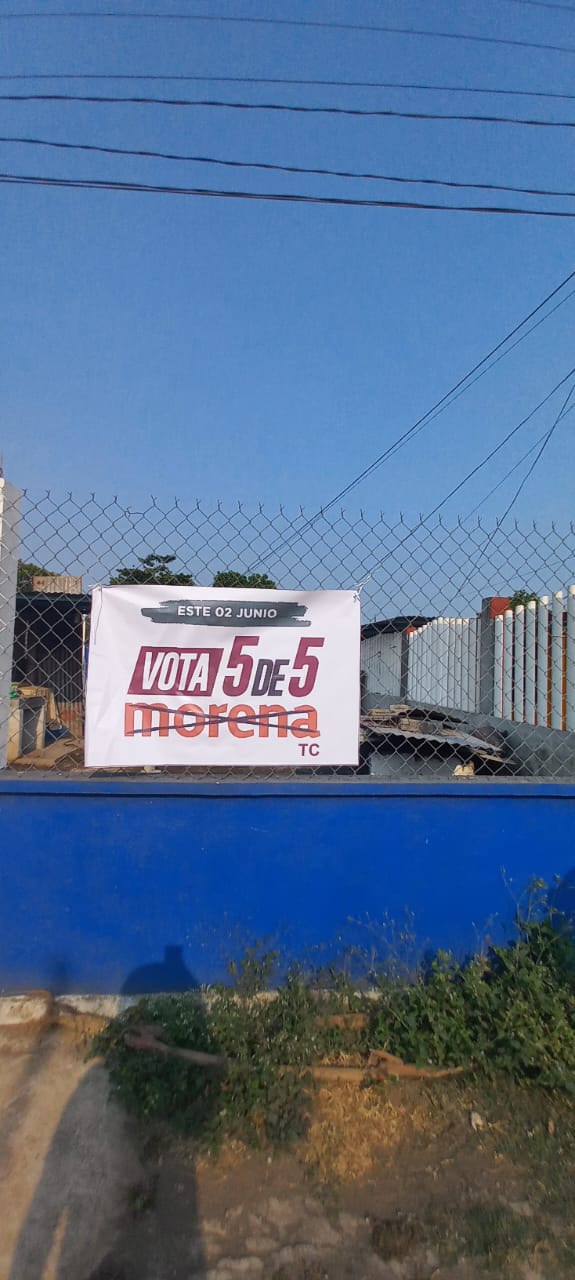 ESTE 02 JUNIO
VOTA 5 DE 5
morena
TC